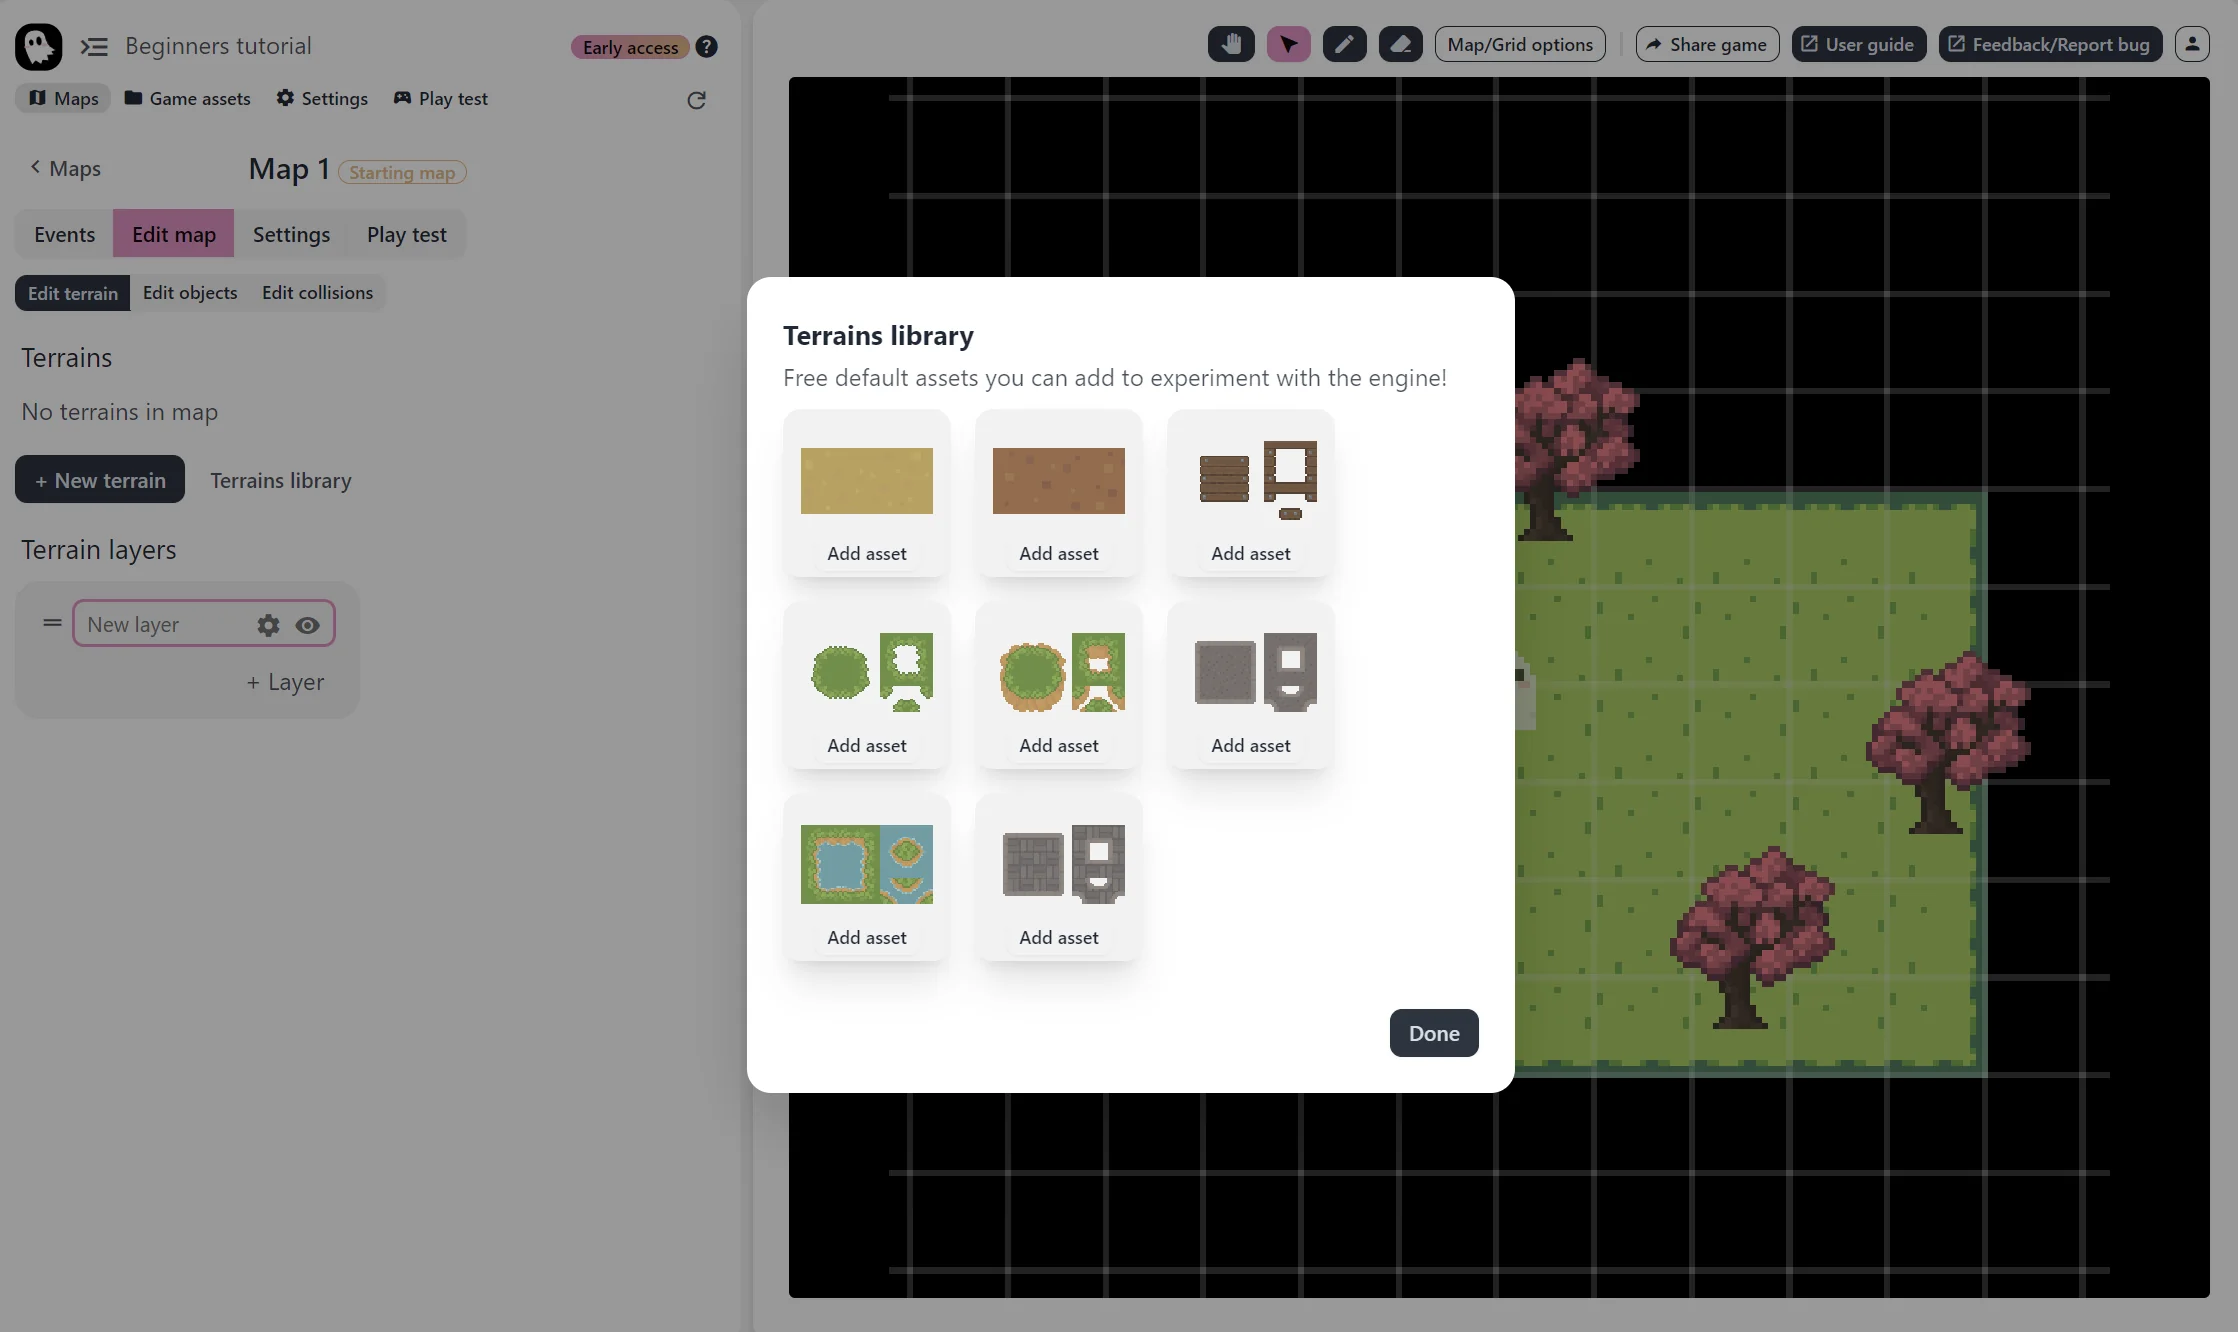 Beginners tutorial
Early access ?
Map/Grid options
Share game
User guide
Feedback/Report bug
Maps
Game assets
Settings
Play test
Maps
Map 1
Starting map
Events
Edit map
Settings
Play test
Edit terrain
Edit objects
Edit collisions
Terrains
No terrains in map
+ New terrain
Terrains library
Terrain layers
New layer
+ Layer
Terrains library
Free default assets you can add to experiment with the engine!
Add asset
Add asset
Add asset
Add asset
Add asset
Add asset
Add asset
Add asset
Done